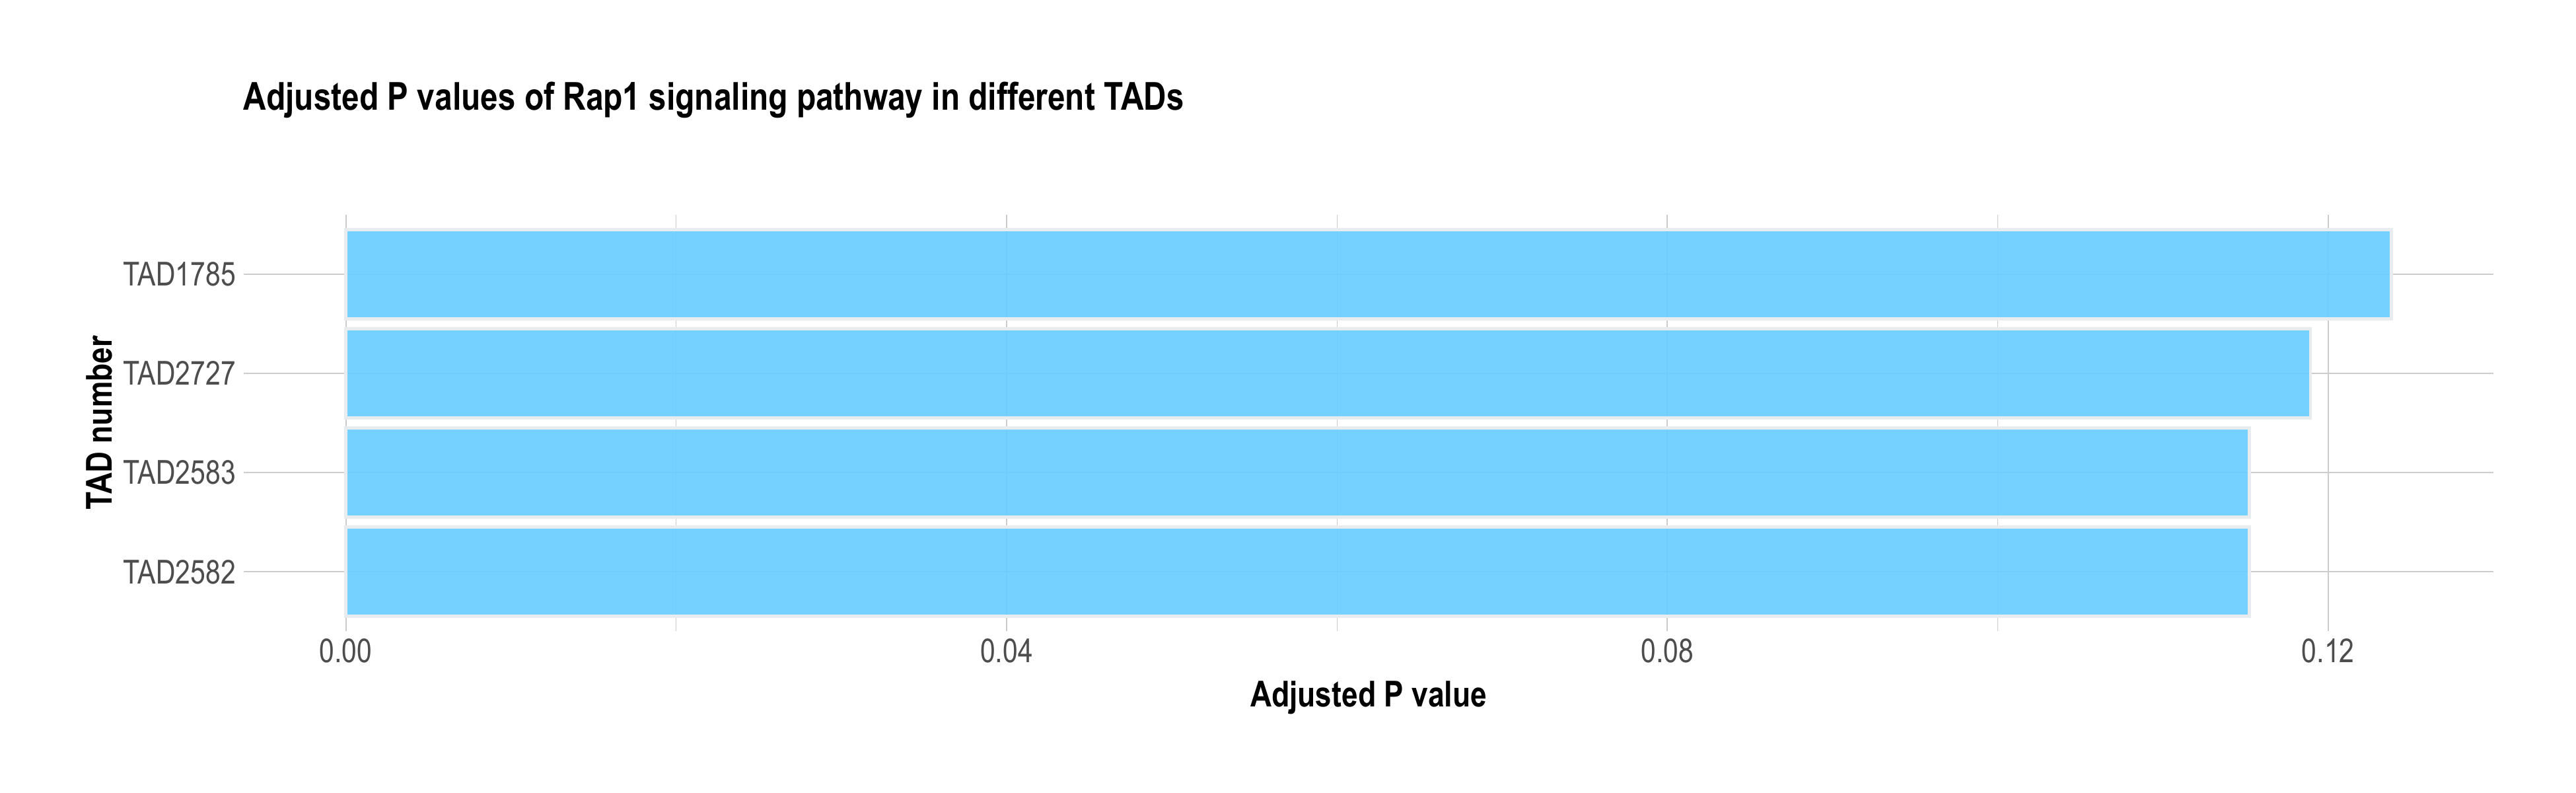 Adjusted P values of Rap1 signaling pathway in different TADs
TAD number
TAD1785
TAD2727
TAD2583
TAD2582
0.00
0.04
0.08
0.12
Adjusted P value